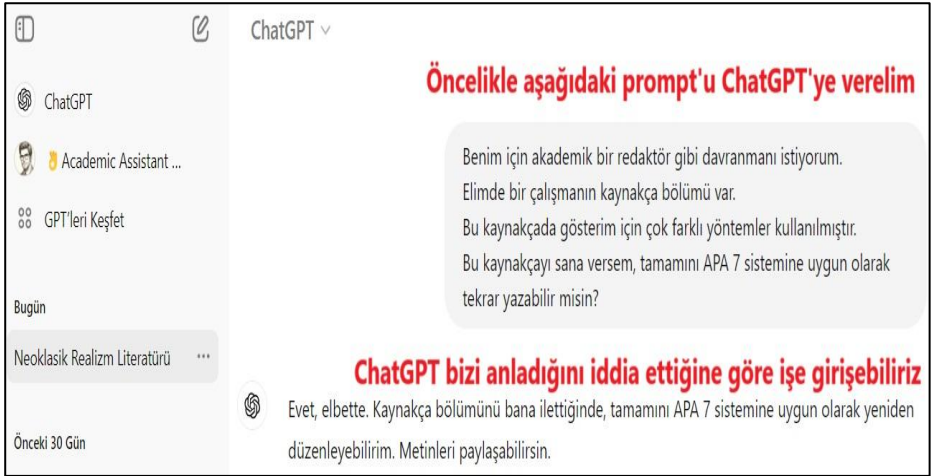 ChatGPT
Öncelikle aşağıdaki prompt'u ChatGPT'ye verelim
ChatGPT
Academic Assistant ...
GPT'leri Keşfet
Benim için akademik bir redaktör gibi davranmanı istiyorum.
Elimde bir çalışmanın kaynakça bölümü var.
Bu kaynakçada gösterim için çok farklı yöntemler kullanılmıştır.
Bu kaynakçayı sana versem, tamamını APA 7 sistemine uygun olarak
tekrar yazabilir misin?
Bugün
Neoklasik Realizm Literatürü ...
ChatGPT bizi anladığını iddia ettiğine göre işe girişebiliriz
Evet, elbette. Kaynakça bölümünü bana ilettiğinde, tamamını APA 7 sistemine uygun olarak yeniden
düzenleyebilirim. Metinleri paylaşabilirsin.
Önceki 30 Gün